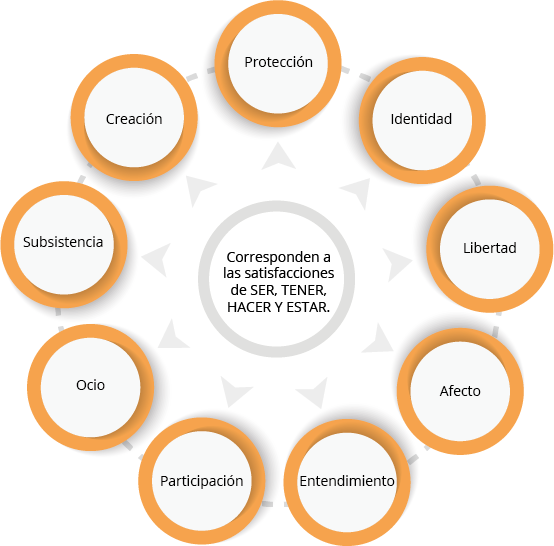 Protección
Identidad
Libertad
Afecto
Entendimiento
Participación
Ocio
Subsistencia
Creación
Corresponden a
las satisfacciones
de SER, TENER,
HACER Y ESTAR.